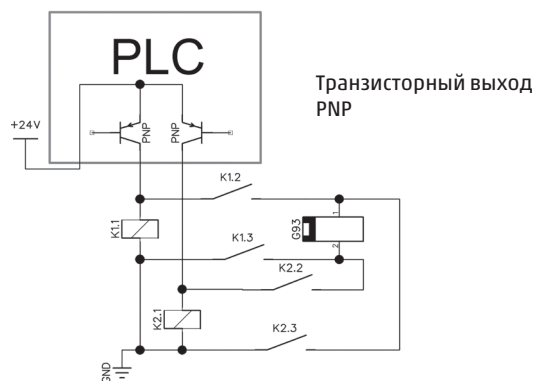 PLC
Транзисторный выход
PNP
+24V
PNP
PNP
K1.2
K1.1
G93
1
2
K1.3
K2.2
K2.1
K2.3
GND